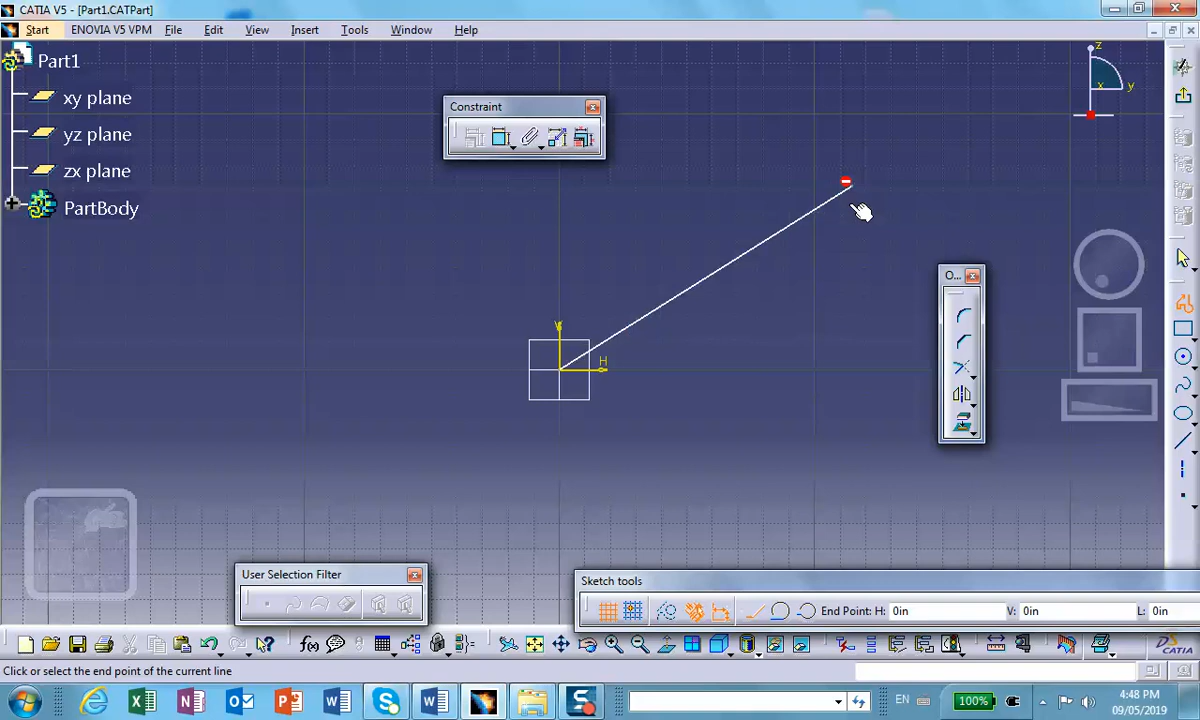 CATIA V5 - [Part1.CATPart]
Start ENOVIA V5 VPM File Edit View Insert Tools Window Help
Part1
xy plane
yz plane
zx plane
PartBody
Constraint
z
x
y
V
H
O...
User Selection Filter
Sketch tools
End Point: H: 0in V: 0in L: 0in
f(x)
CATIA
Click or select the end point of the current line
EN 100% 4:48 PM
09/05/2019